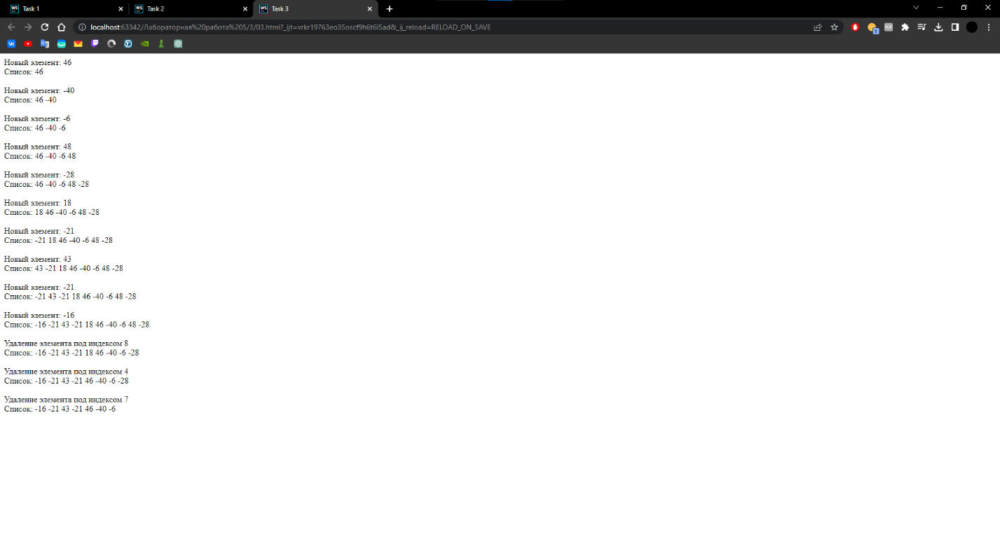 Task 1
Task 2
Task 3
localhost:63342//Лабораторная%20работа%205/3/03.html?_ijt=vrkr19763eo35oscf9h6t6l5ad&_ij_reload=RELOAD_ON_SAVE
Новый элемент: 46
Список: 46
Новый элемент: -40
Список: 46 -40
Новый элемент: -6
Список: 46 -40 -6
Новый элемент: 48
Список: 46 -40 -6 48
Новый элемент: -28
Список: 46 -40 -6 48 -28
Новый элемент: 18
Список: 18 46 -40 -6 48 -28
Новый элемент: -21
Список: -21 18 46 -40 -6 48 -28
Новый элемент: 43
Список: 43 -21 18 46 -40 -6 48 -28
Новый элемент: -21
Список: -21 43 -21 18 46 -40 -6 48 -28
Новый элемент: -16
Список: -16 -21 43 -21 18 46 -40 -6 48 -28
Удаление элемента под индексом 8
Список: -16 -21 43 -21 18 46 -40 -6 -28
Удаление элемента под индексом 4
Список: -16 -21 43 -21 46 -40 -6 -28
Удаление элемента под индексом 7
Список: -16 -21 43 -21 46 -40 -6